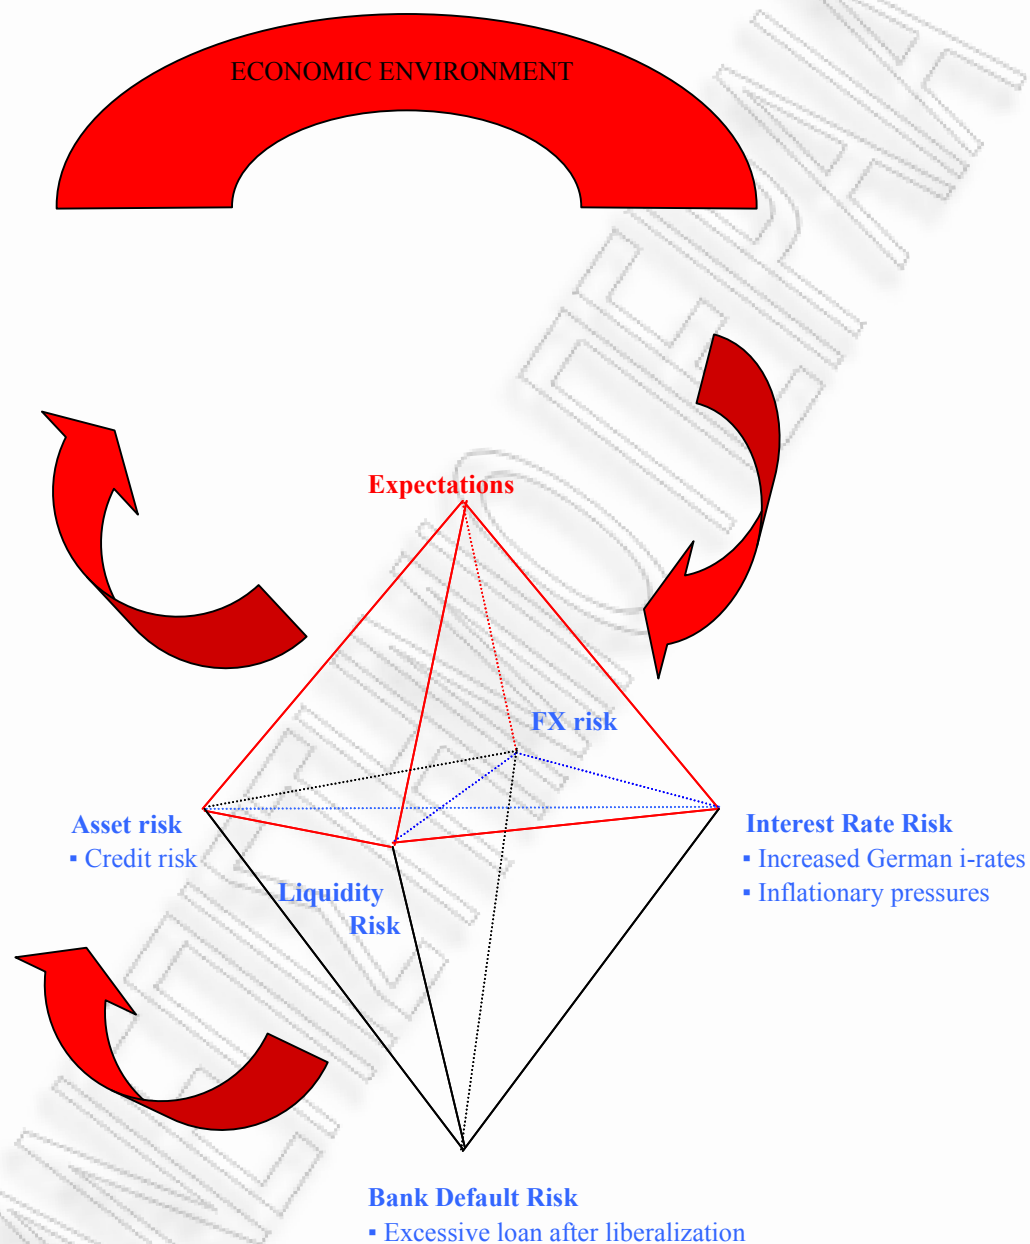 ECONOMIC ENVIRONMENT
Expectations
FX risk
Asset risk
▪ Credit risk
Interest Rate Risk
▪ Increased German i-rates
▪ Inflationary pressures
Liquidity
Risk
Bank Default Risk
▪ Excessive loan after liberalization